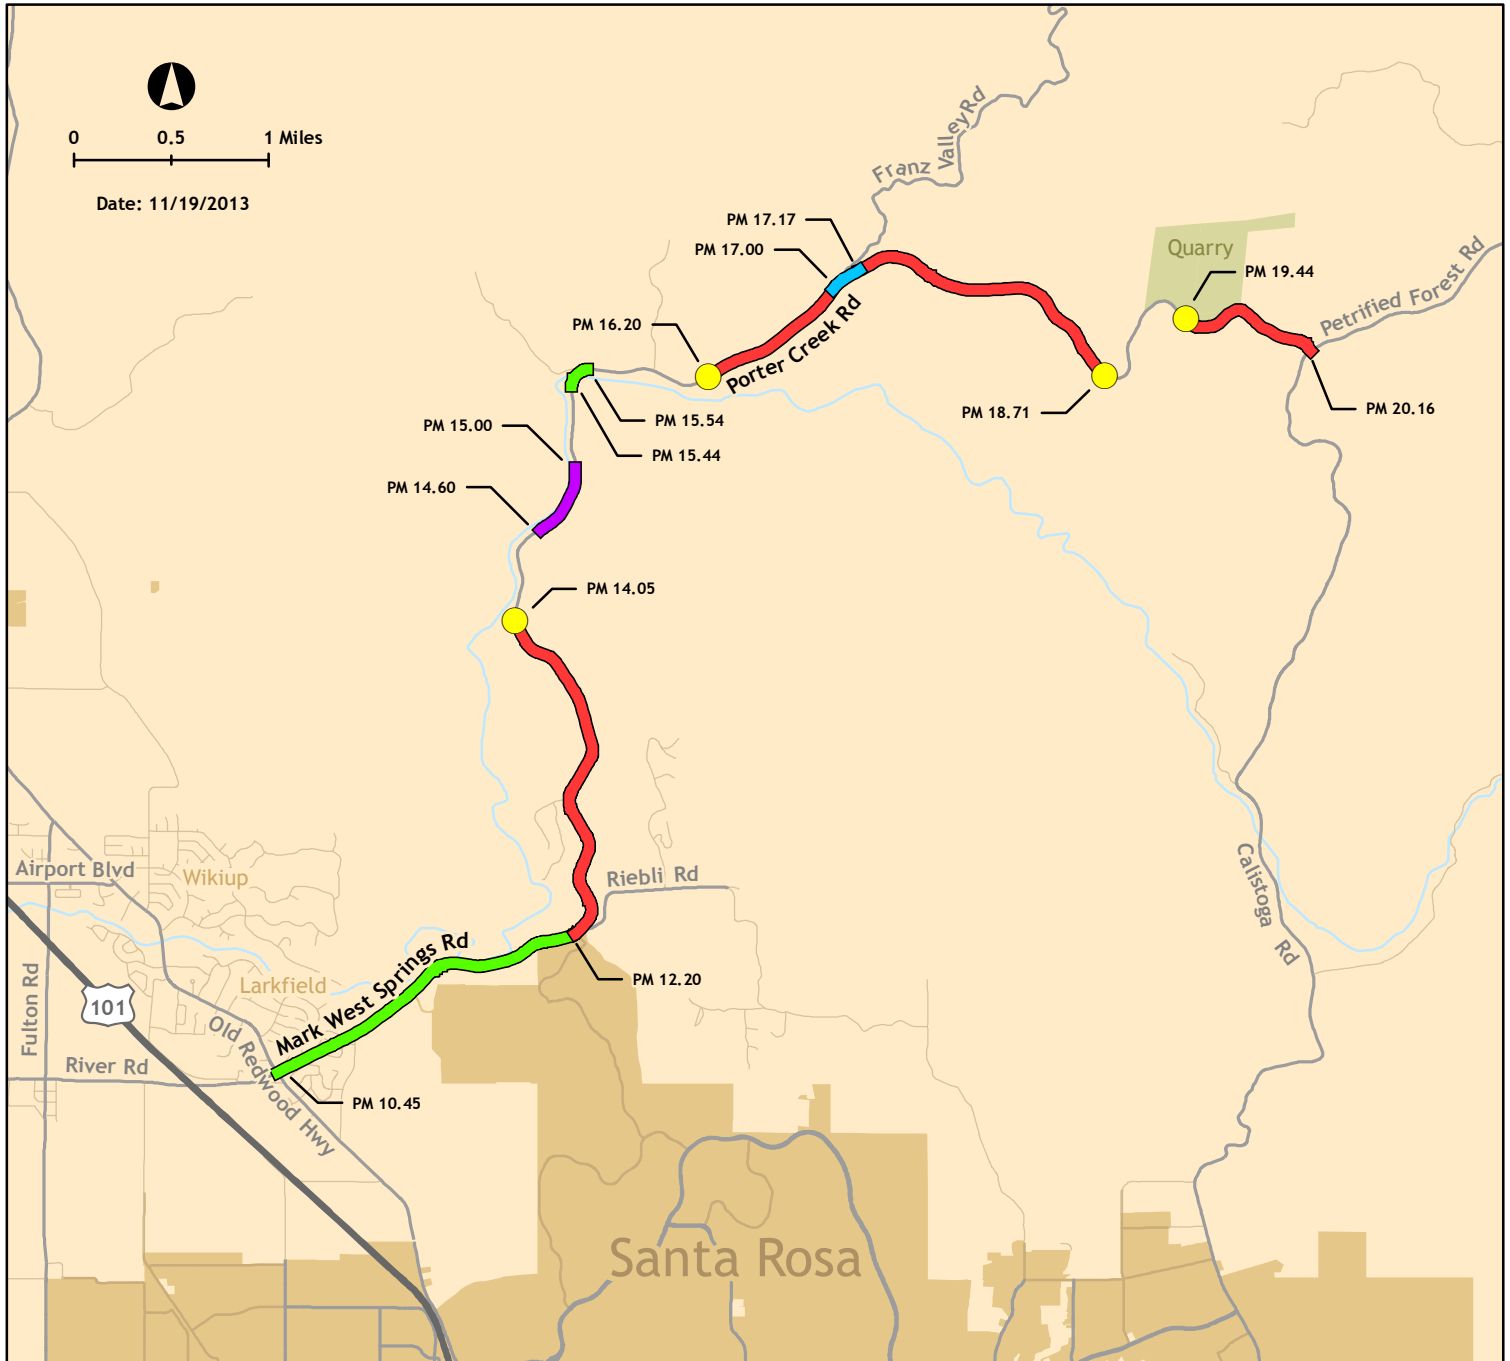 0 0.5 1 Miles
Date: 11/19/2013
Franz Valley Rd
PM 17.17
PM 17.00
Quarry
PM 19.44
Petrified Forest Rd
PM 16.20
Porter Creek Rd
PM 18.71
PM 20.16
PM 15.54
PM 15.00
PM 15.44
PM 14.60
PM 14.05
Airport Blvd
Wikiup
Riebli Rd
Calistoga Rd
Mark West Springs Rd
PM 12.20
Larkfield
Fulton Rd
101
Old Redwood Hwy
River Rd
PM 10.45
Santa Rosa